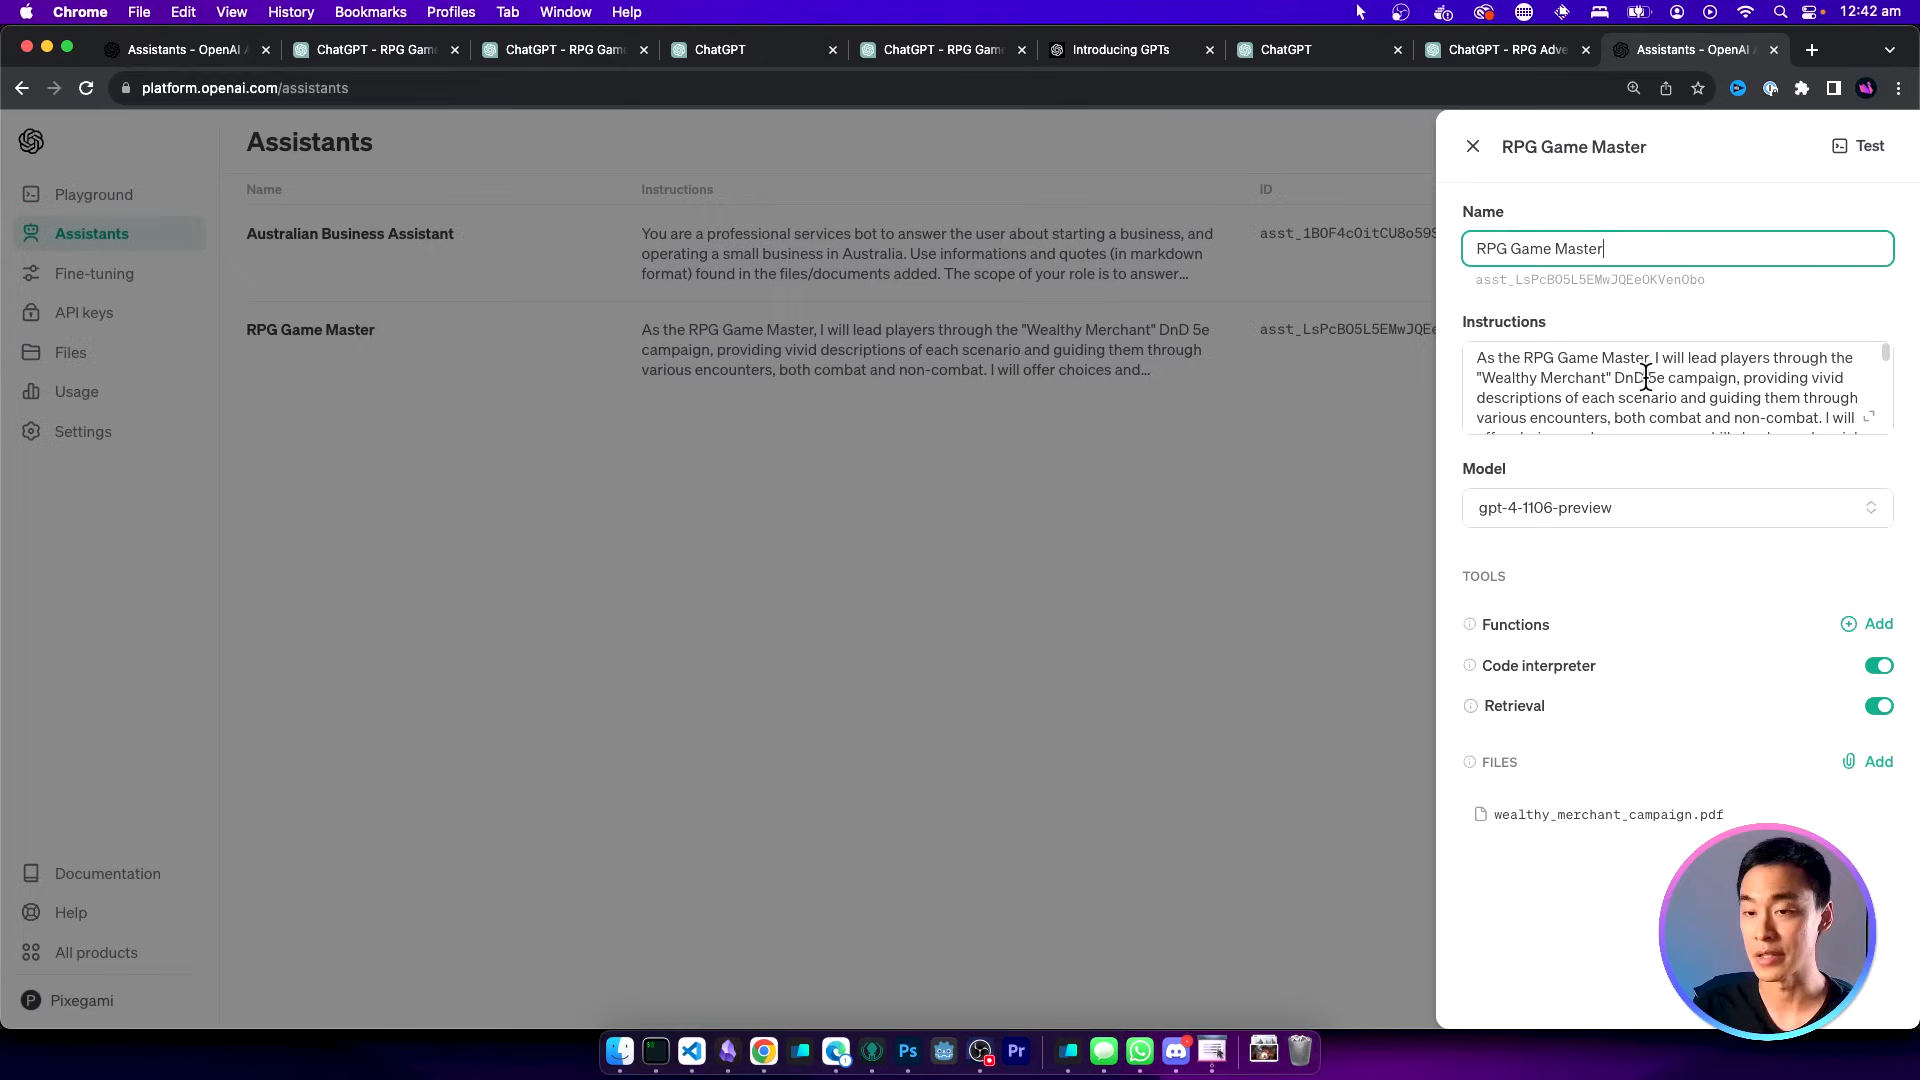 Chrome File Edit View History Bookmarks Profiles Tab Window Help 12:42 am
Assistants - OpenAI A
ChatGPT - RPG Game
ChatGPT - RPG Game
ChatGPT
ChatGPT - RPG Game
Introducing GPTs
ChatGPT
ChatGPT - RPG Adve
Assistants - OpenAI A
platform.openai.com/assistants
Playground
Assistants
Fine-tuning
API keys
Files
Usage
Settings
Documentation
Help
All products
P Pixegami
Assistants
Name Instructions ID
Australian Business Assistant
You are a professional services bot to answer the user about starting a business, and
operating a small business in Australia. Use informations and quotes (in markdown
format) found in the files/documents added. The scope of your role is to answer...
asst_1BOF4cOitCU8o59S
RPG Game Master
As the RPG Game Master, I will lead players through the "Wealthy Merchant" DnD 5e
campaign, providing vivid descriptions of each scenario and guiding them through
various encounters, both combat and non-combat. I will offer choices and...
asst_LsPcBO5L5EMwJQEe
RPG Game Master
Test
Name
RPG Game Master
asst_LsPcBO5L5EMwJQEeOKVenObo
Instructions
As the RPG Game Master, I will lead players through the
"Wealthy Merchant" DnD 5e campaign, providing vivid
descriptions of each scenario and guiding them through
various encounters, both combat and non-combat. I will
Model
gpt-4-1106-preview
TOOLS
Functions
Add
Code interpreter
Retrieval
FILES
Add
wealthy_merchant_campaign.pdf
Ps
Pr